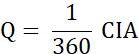 Q = 1/360 CIA